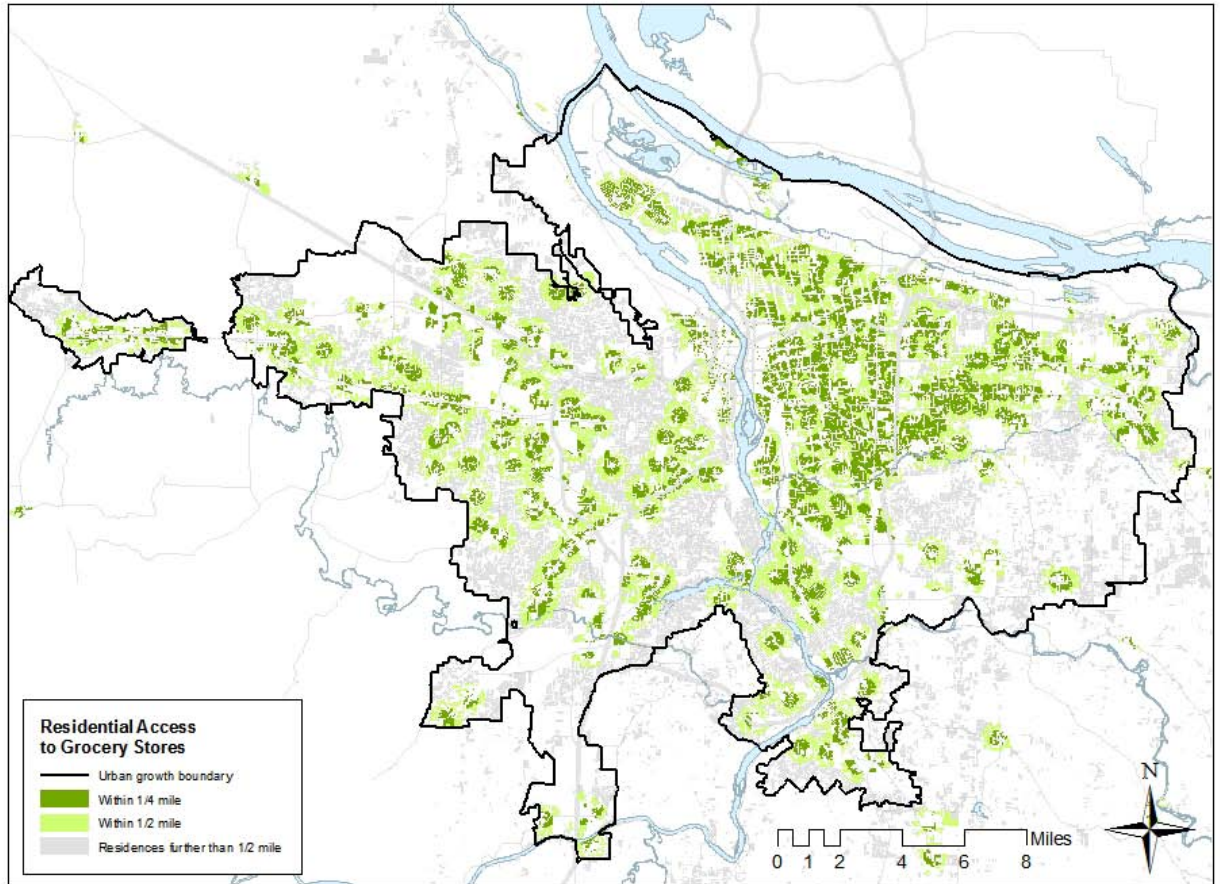 Residential Access
to Grocery Stores
Urban growth boundary
Within 1/4 mile
Within 1/2 mile
Residences further than 1/2 mile
N
Miles
0 1 2 4 6 8